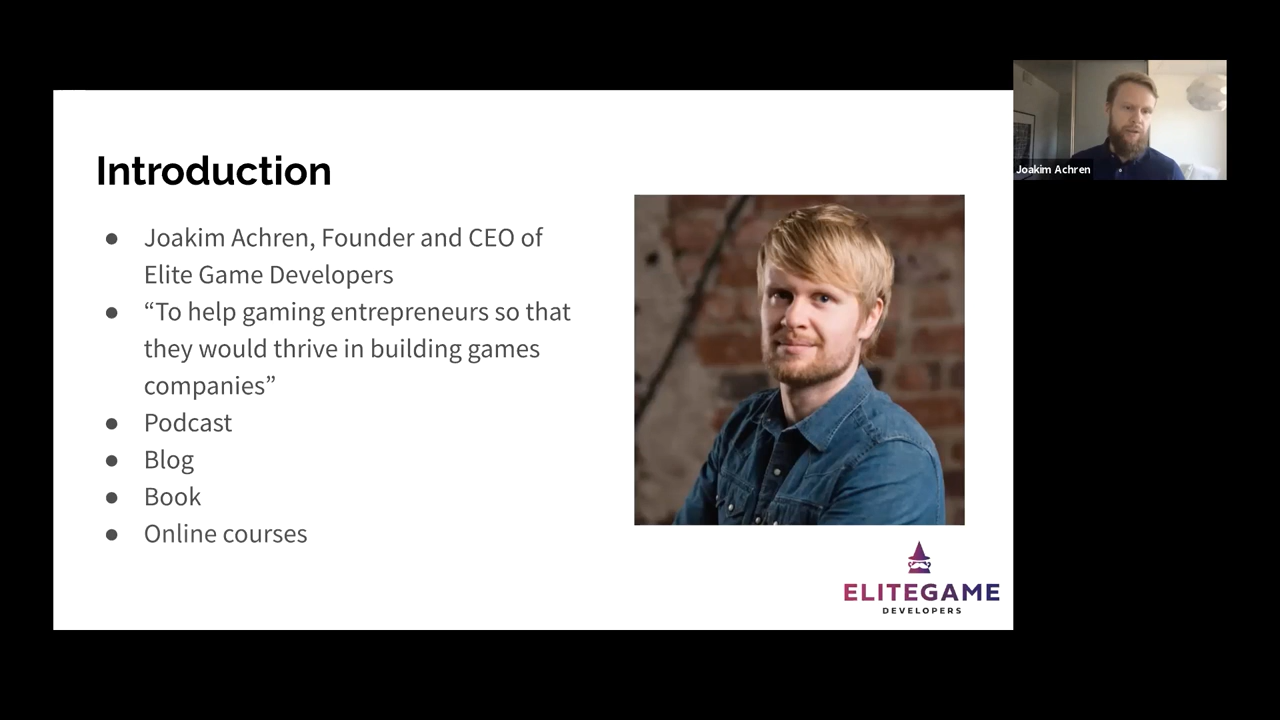 Introduction
● Joakim Achren, Founder and CEO of
Elite Game Developers
● “To help gaming entrepreneurs so that
they would thrive in building games
companies”
● Podcast
● Blog
● Book
● Online courses
ELITEGAME
DEVELOPERS
Joakim Achren